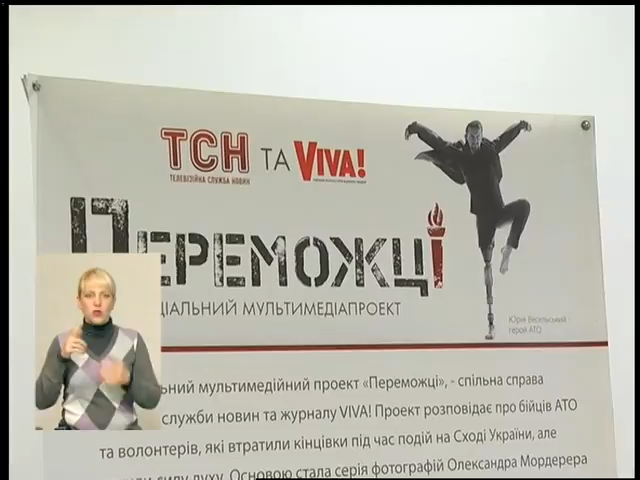 ТСН ТА VIVA!
ТЕЛЕВІЗІЙНА СЛУЖБА НОВИН
ПЕРЕМОЖЦІ
ЦІАЛЬНИЙ МУЛЬТИМЕДІАПРОЕКТ
Юрій Весельський
герой АТО
ьний мультимедійний проект «Переможці», - спільна справа
служби новин та журналу VIVA! Проект розповідає про бійців АТО
та волонтерів, які втратили кінцівки під час подій на Сході України, але
силу духу. Основою стала серія фотографій Олександра Мордерера